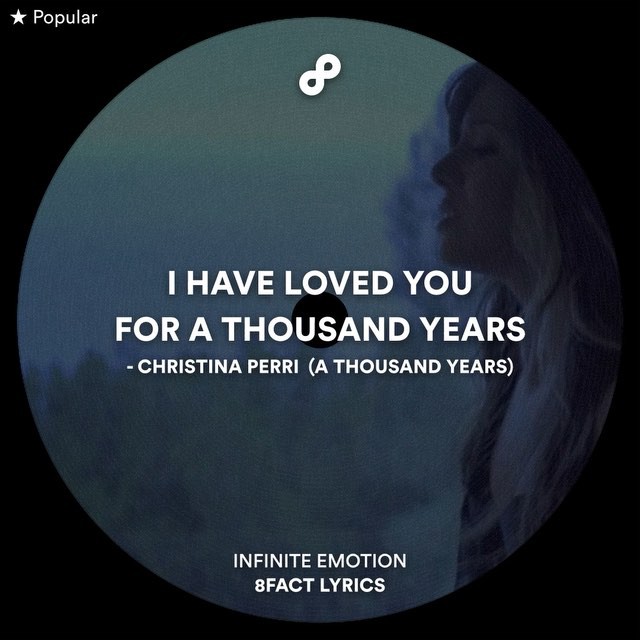 ★ Popular
I HAVE LOVED YOU
FOR A THOUSAND YEARS
- CHRISTINA PERRI (A THOUSAND YEARS)
INFINITE EMOTION
8FACT LYRICS